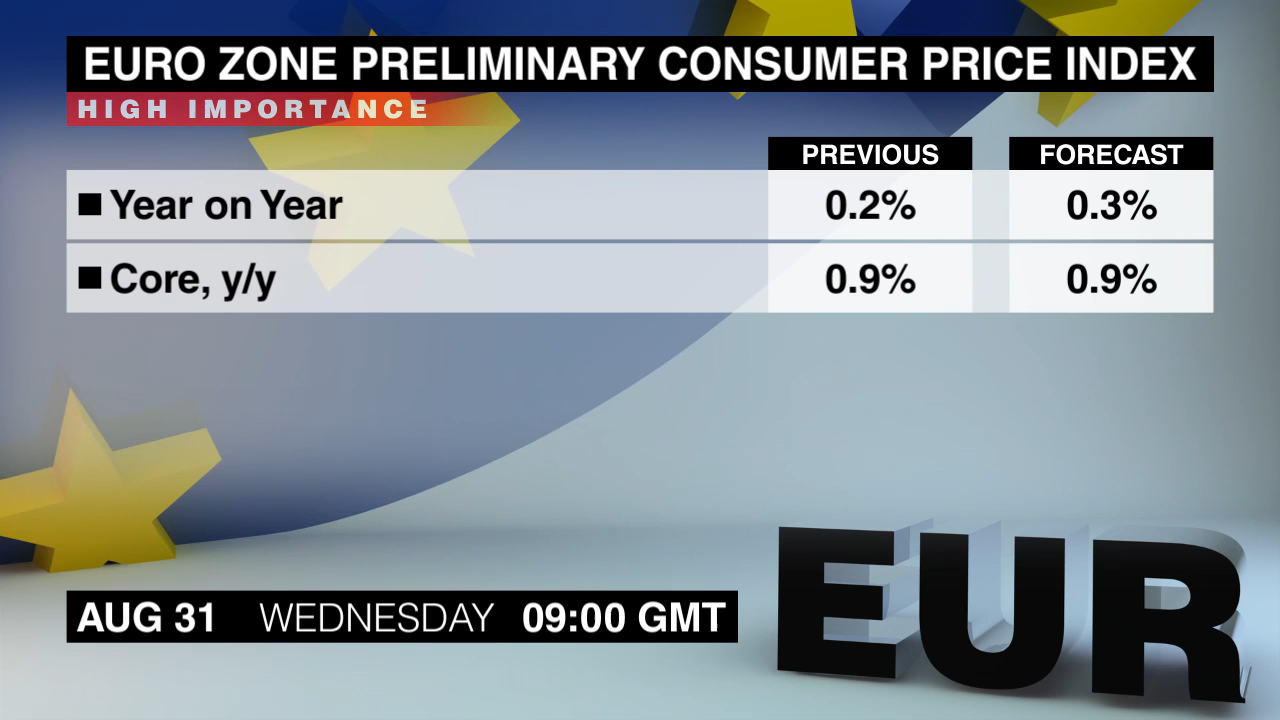 EURO ZONE PRELIMINARY CONSUMER PRICE INDEX
HIGH IMPORTANCE
PREVIOUS FORECAST
Year on Year 0.2% 0.3%
Core, y/y 0.9% 0.9%
AUG 31 WEDNESDAY 09:00 GMT
EUR